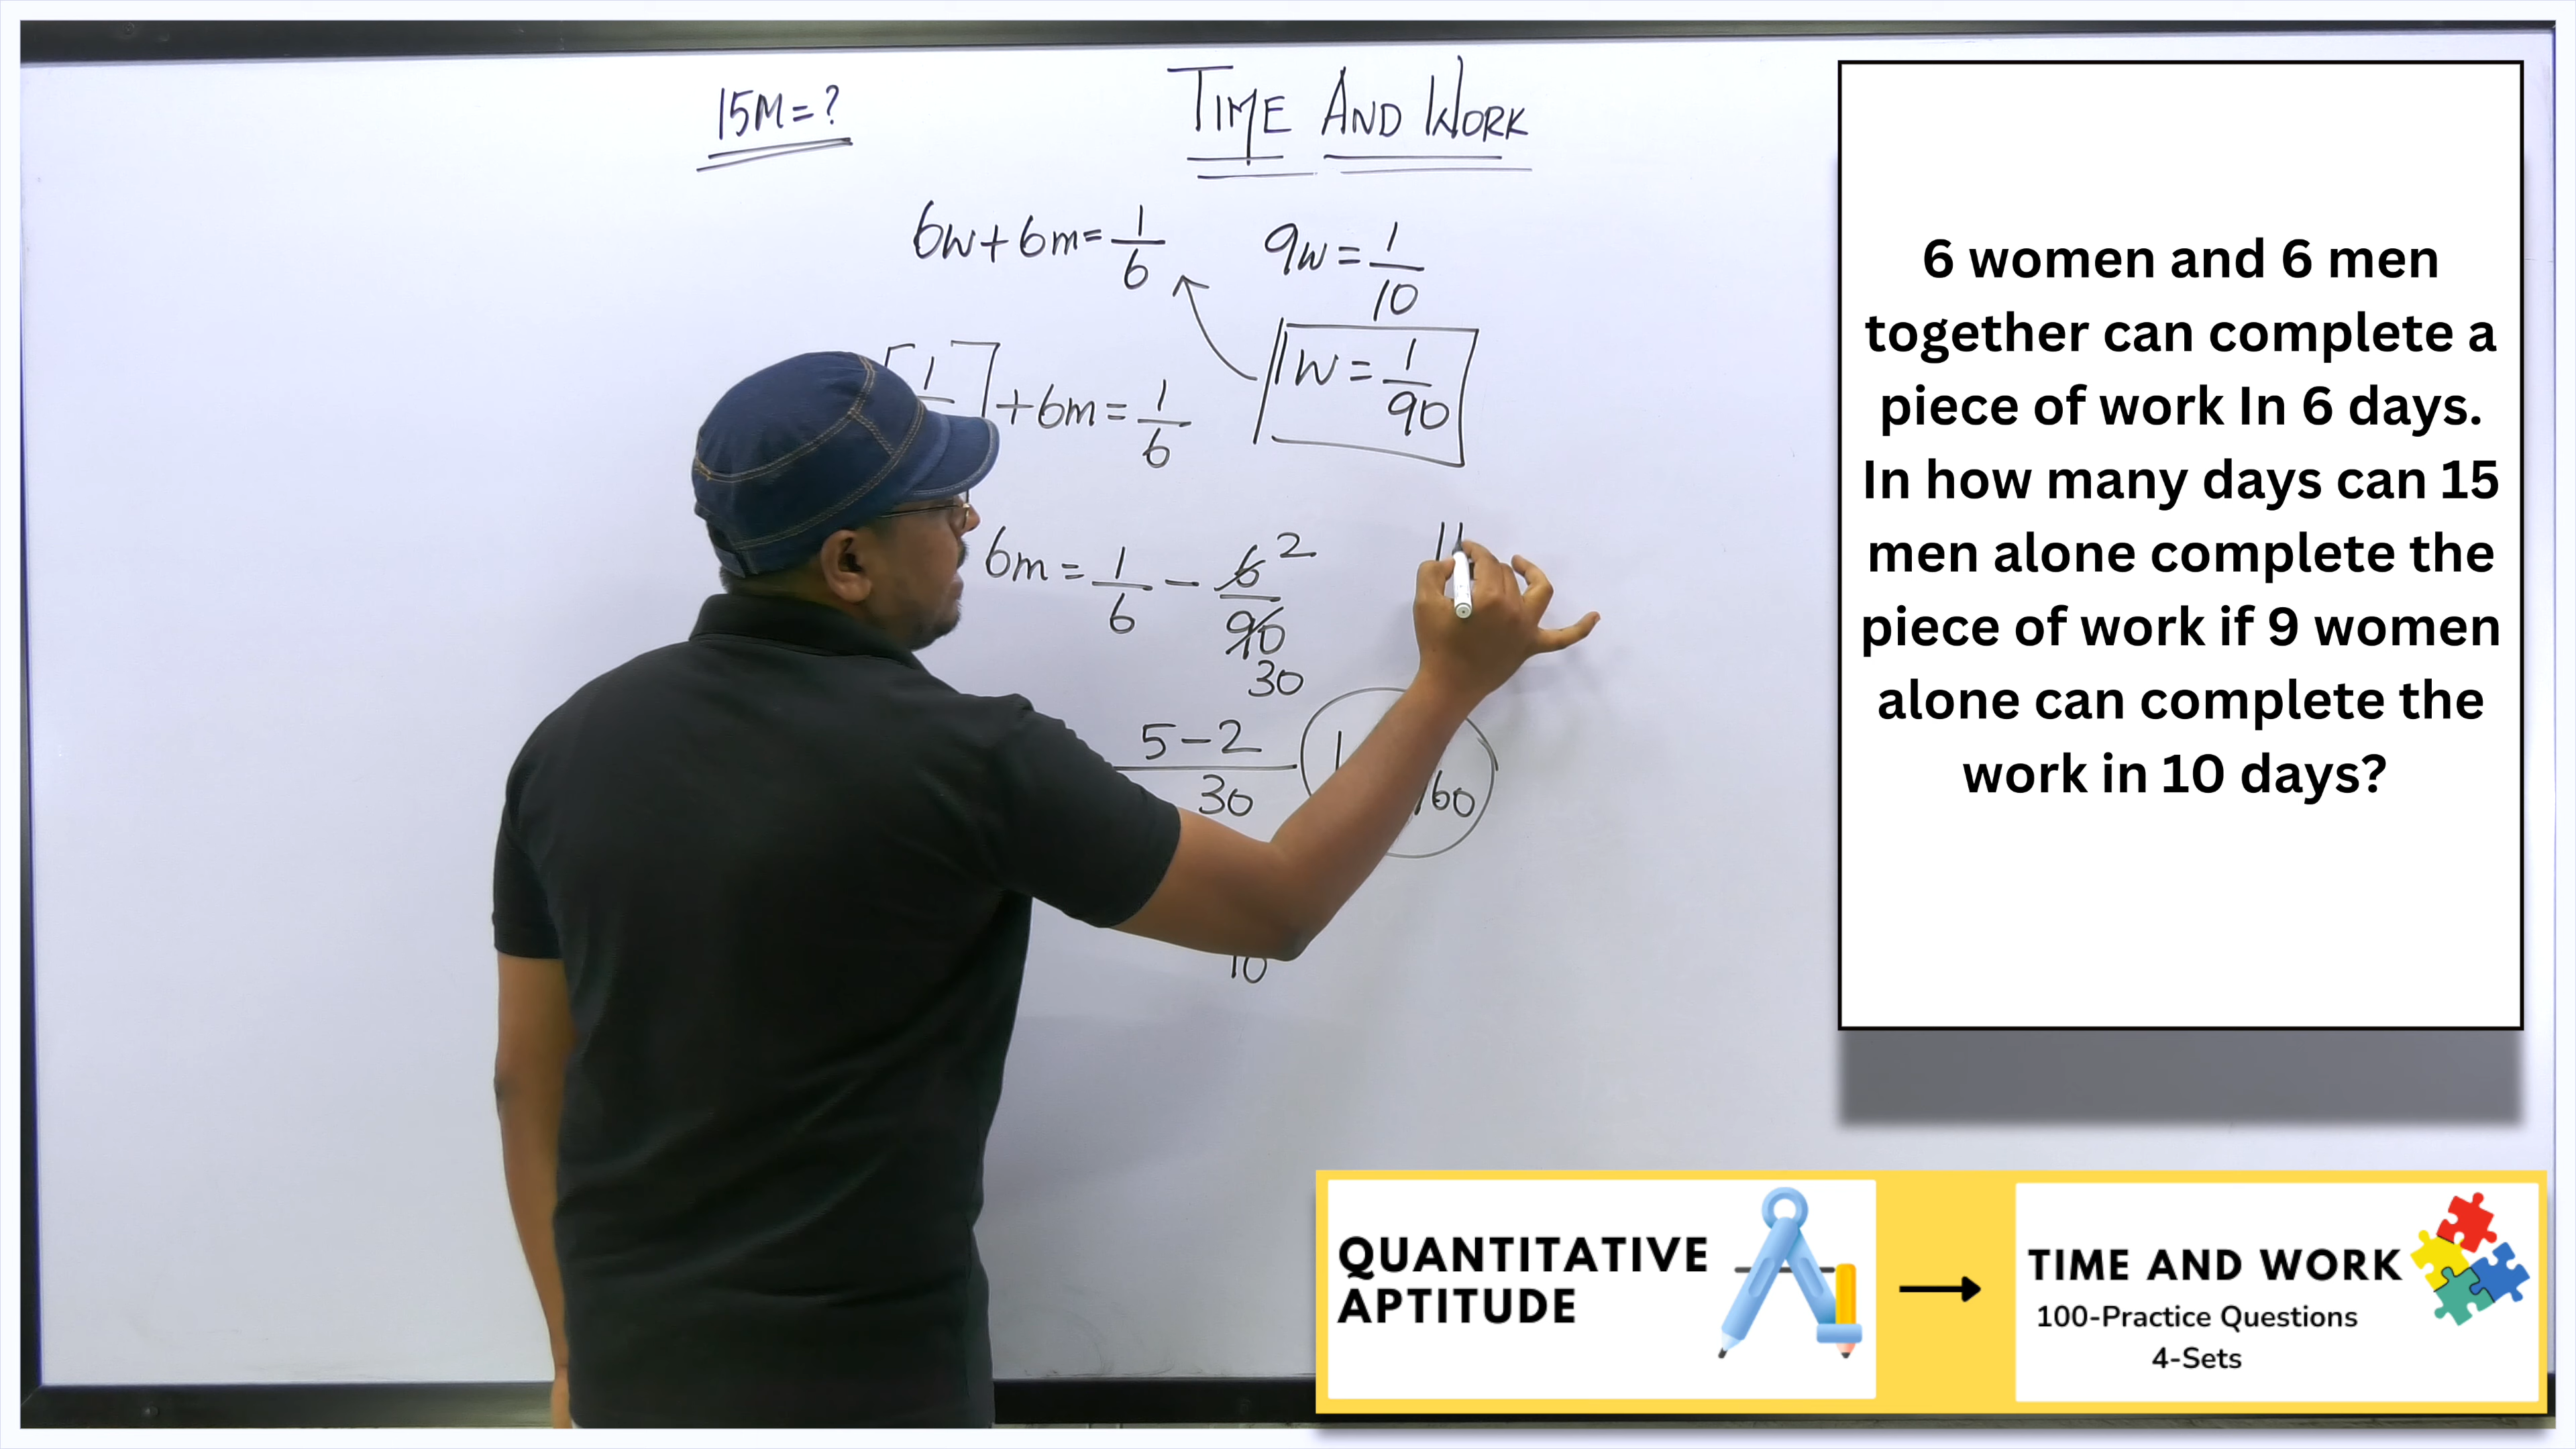 15M=?
TIME AND WORK
6w+6m=1/6
9w=1/10
1w=1/90
+6m=1/6
6m=1/6-6/90
2
30
5-2
30
60
10
6 women and 6 men
together can complete a
piece of work In 6 days.
In how many days can 15
men alone complete the
piece of work if 9 women
alone can complete the
work in 10 days?
QUANTITATIVE
APTITUDE
TIME AND WORK
100-Practice Questions
4-Sets